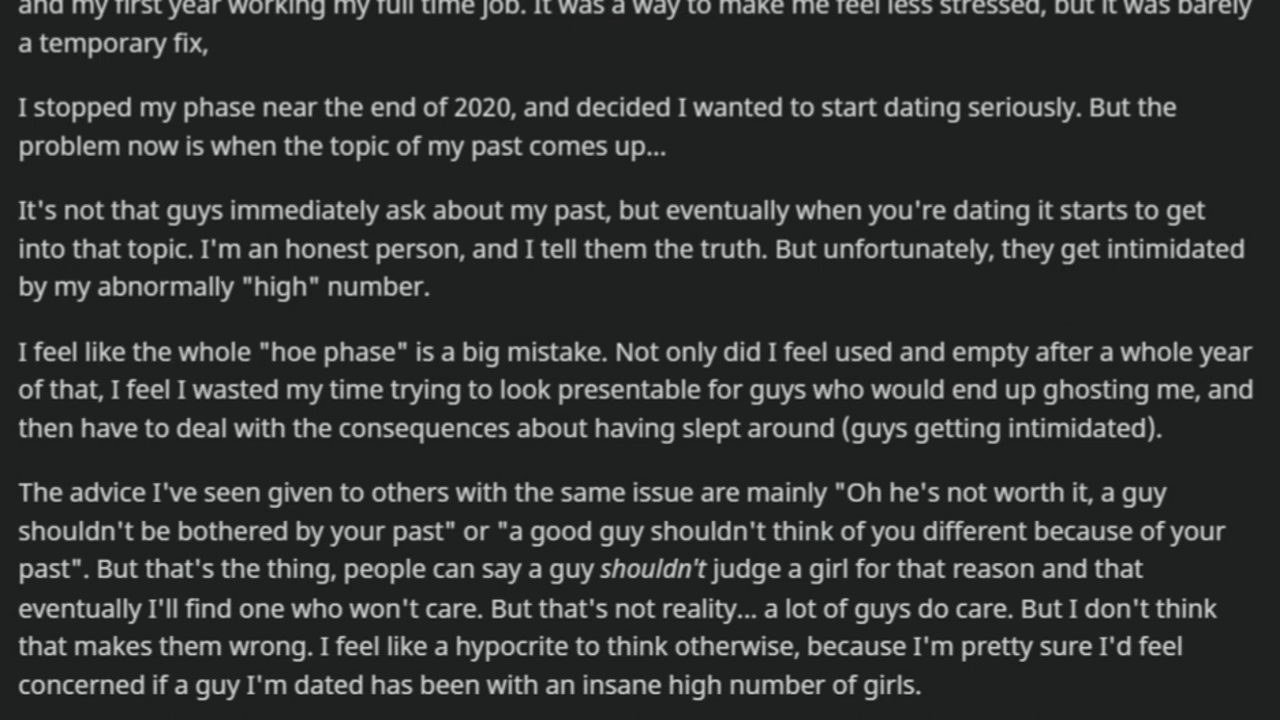 and my first year working my full time job. It was a way to make me feel less stressed, but it was barely
a temporary fix,
I stopped my phase near the end of 2020, and decided I wanted to start dating seriously. But the
problem now is when the topic of my past comes up...
It's not that guys immediately ask about my past, but eventually when you're dating it starts to get
into that topic. I'm an honest person, and I tell them the truth. But unfortunately, they get intimidated
by my abnormally "high" number.
I feel like the whole "hoe phase" is a big mistake. Not only did I feel used and empty after a whole year
of that, I feel I wasted my time trying to look presentable for guys who would end up ghosting me, and
then have to deal with the consequences about having slept around (guys getting intimidated).
The advice I've seen given to others with the same issue are mainly "Oh he's not worth it, a guy
shouldn't be bothered by your past" or "a good guy shouldn't think of you different because of your
past". But that's the thing, people can say a guy shouldn't judge a girl for that reason and that
eventually I'll find one who won't care. But that's not reality... a lot of guys do care. But I don't think
that makes them wrong. I feel like a hypocrite to think otherwise, because I'm pretty sure I'd feel
concerned if a guy I'm dated has been with an insane high number of girls.